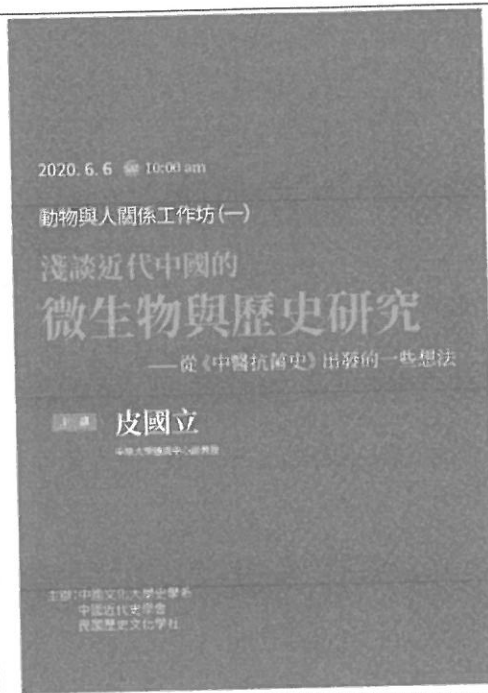 2020.6.6 10:00 am
動物與人關係工作坊(一)
淺談近代中國的
微生物與歷史研究
——從《中醫抗菌史》出發的一些想法
主講 皮國立
主辦:中國文化大學史學系
中國近代史學會
民國歷史文化學社